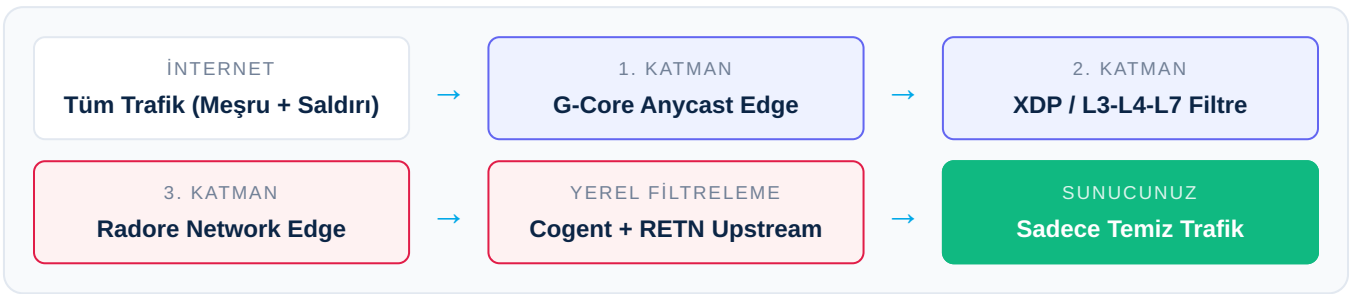 İNTERNET
Tüm Trafik (Meşru + Saldırı)
→
1. KATMAN
G-Core Anycast Edge
→
2. KATMAN
XDP / L3-L4-L7 Filtre
3. KATMAN
Radore Network Edge
→
YEREL FİLTRELEME
Cogent + RETN Upstream
→
SUNUCUNUZ
Sadece Temiz Trafik